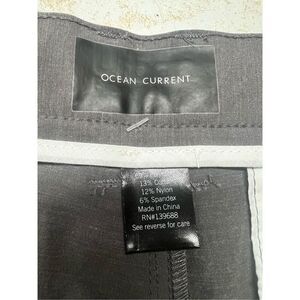 OCEAN CURRENT
13%
12% Nylon
6% Spandex
Made in China
RN#139688
See reverse for care